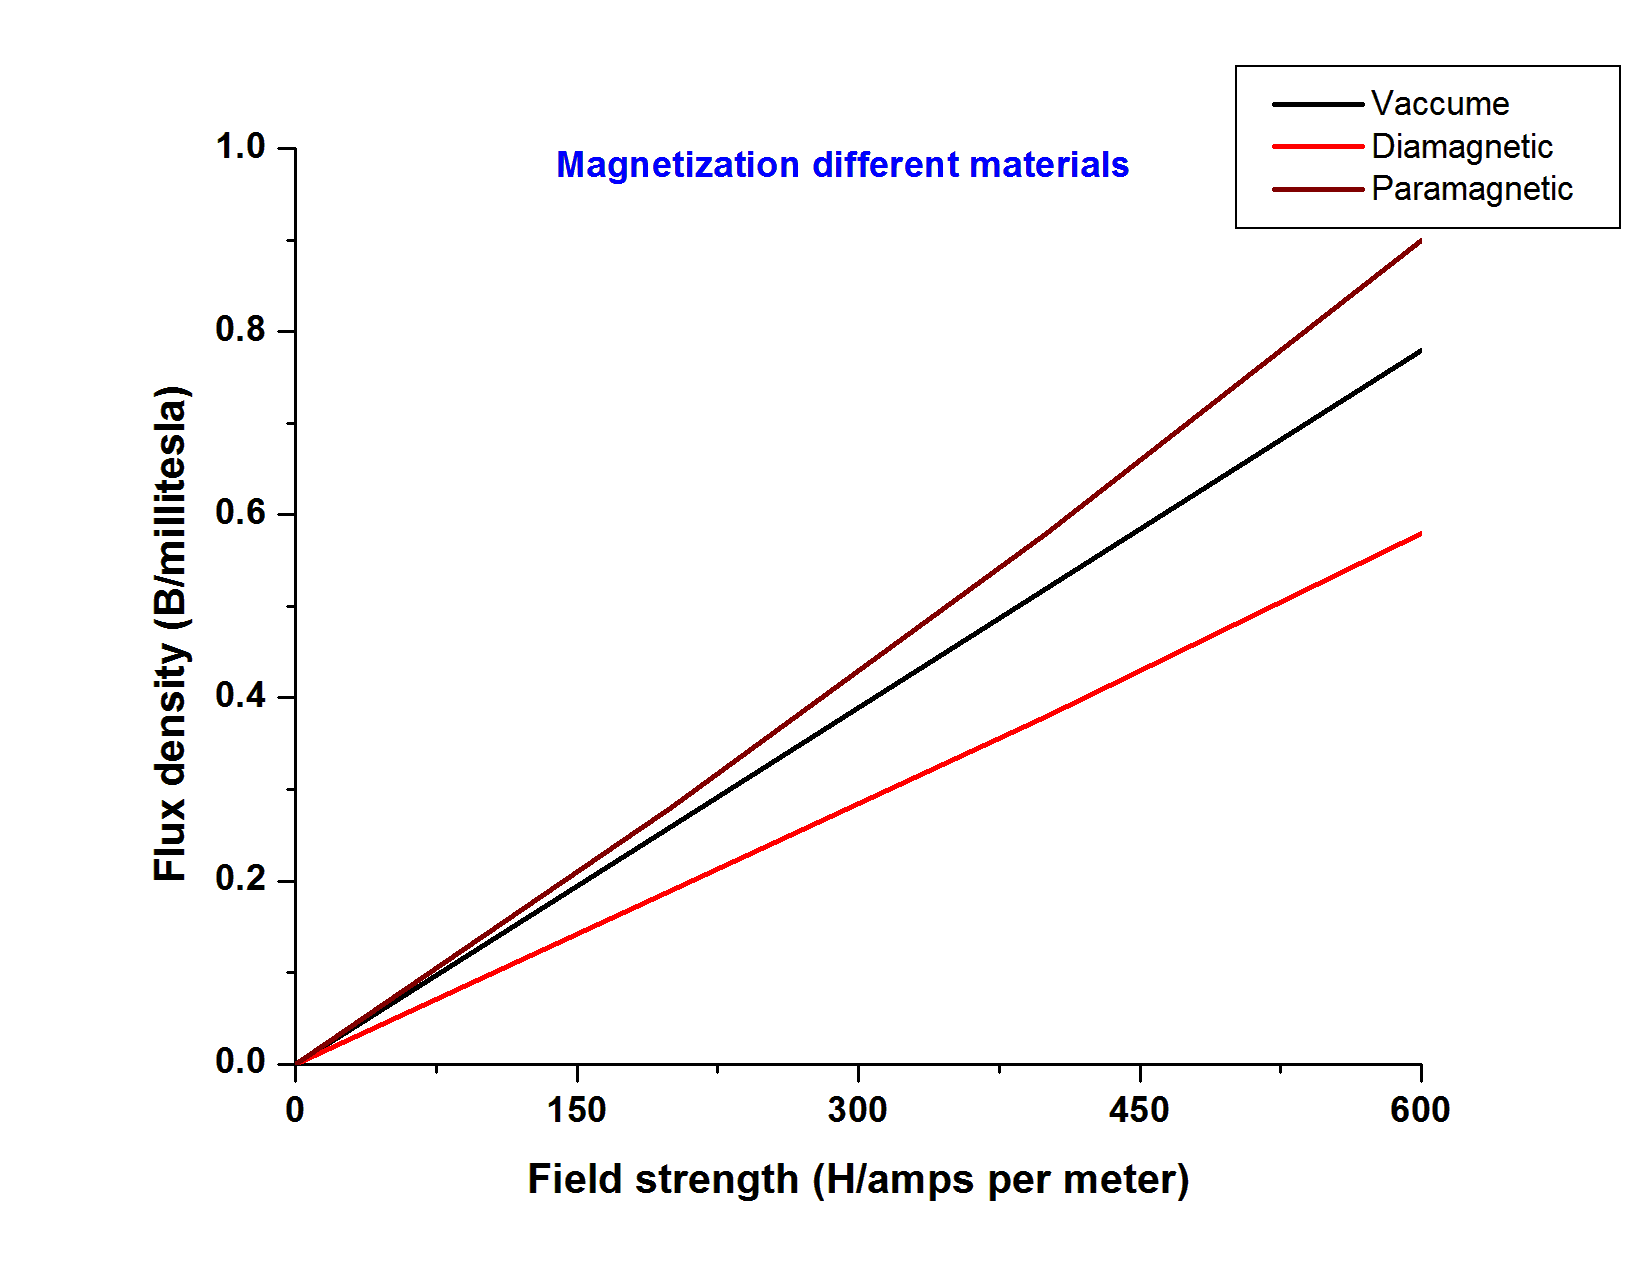 Vaccume
Diamagnetic
Paramagnetic
Magnetization different materials
1.0
0.8
0.6
0.4
0.2
0.0
Flux density (B/millitesla)
0 150 300 450 600
Field strength (H/amps per meter)